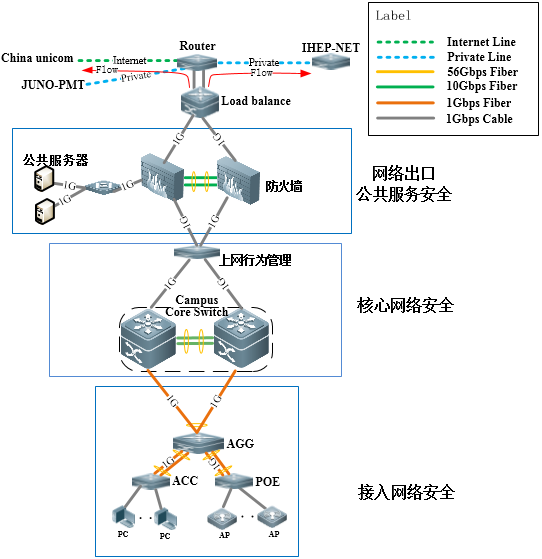 Label
Internet Line
Private Line
56Gbps Fiber
10Gbps Fiber
1Gbps Fiber
1Gbps Cable
Router
China unicom
Internet
Private
IHEP-NET
Flow
Flow
JUNO-PMT
Private
Load balance
1G
1G
公共服务器
1G
1G
1G
防火墙
网络出口
公共服务安全
1G
1G
上网行为管理
1G
1G
Campus
Core Switch
核心网络安全
1G
1G
AGG
1G
1G
ACC
POE
接入网络安全
PC
PC
AP
AP